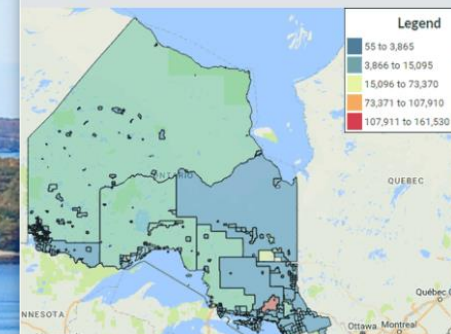 Legend
55 to 3,865
3,866 to 15,095
15,096 to 73,370
73,371 to 107,910
107,911 to 161,530
ONTARIO
QUEBEC
NNESOTA
Québec C
Ottawa
Montreal